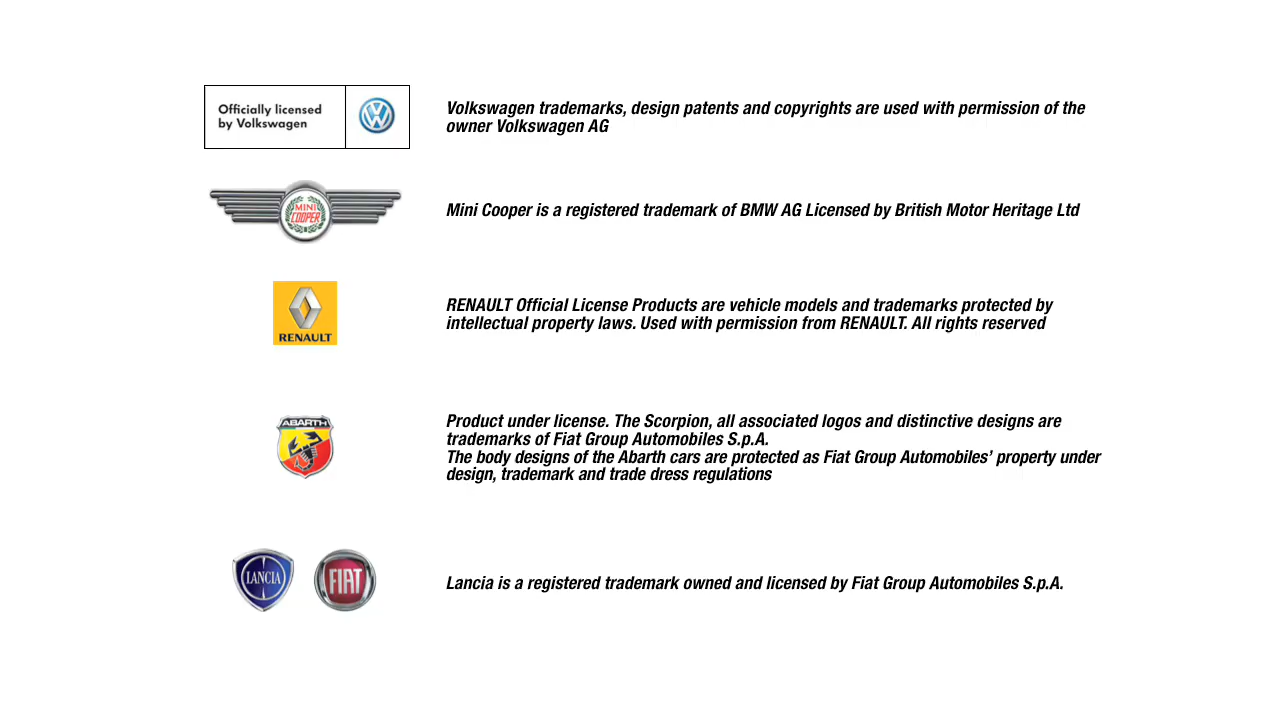 Officially licensed
by Volkswagen
Volkswagen trademarks, design patents and copyrights are used with permission of the
owner Volkswagen AG
MINI
COOPER
Mini Cooper is a registered trademark of BMW AG Licensed by British Motor Heritage Ltd
RENAULT
RENAULT Official License Products are vehicle models and trademarks protected by
intellectual property laws. Used with permission from RENAULT. All rights reserved
ABARTH
Product under license. The Scorpion, all associated logos and distinctive designs are
trademarks of Fiat Group Automobiles S.p.A.
The body designs of the Abarth cars are protected as Fiat Group Automobiles’ property under
design, trademark and trade dress regulations
LANCIA
FIAT
Lancia is a registered trademark owned and licensed by Fiat Group Automobiles S.p.A.